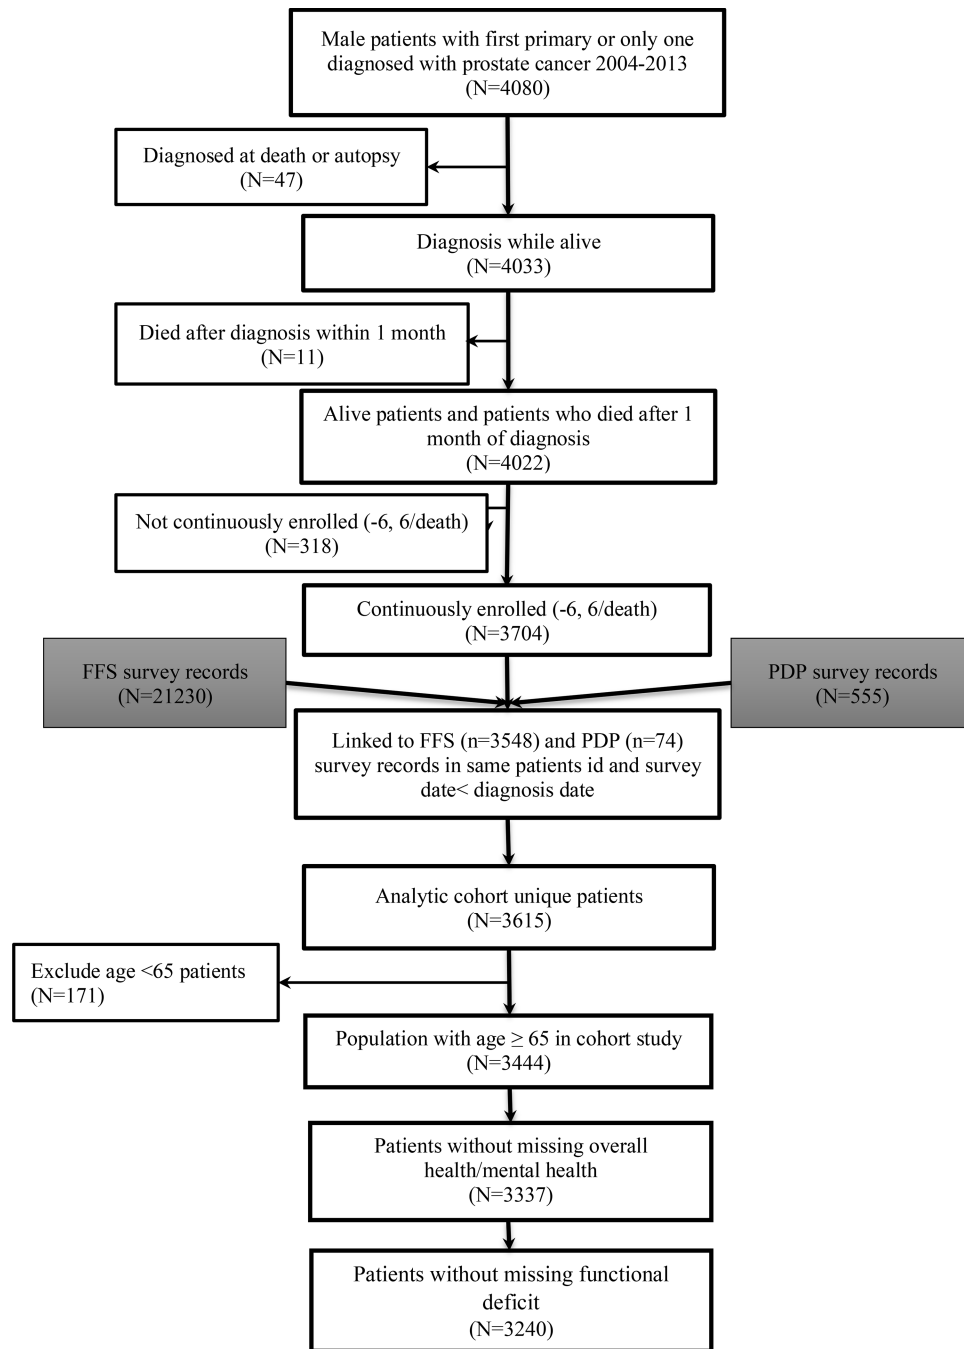 Male patients with first primary or only one
diagnosed with prostate cancer 2004-2013
(N=4080)
Diagnosed at death or autopsy
(N=47)
Diagnosis while alive
(N=4033)
Died after diagnosis within 1 month
(N=11)
Alive patients and patients who died after 1
month of diagnosis
(N=4022)
Not continuously enrolled (-6, 6/death)
(N=318)
Continuously enrolled (-6, 6/death)
(N=3704)
FFS survey records
(N=21230)
PDP survey records
(N=555)
Linked to FFS (n=3548) and PDP (n=74)
survey records in same patients id and survey
date< diagnosis date
Analytic cohort unique patients
(N=3615)
Exclude age <65 patients
(N=171)
Population with age ≥ 65 in cohort study
(N=3444)
Patients without missing overall
health/mental health
(N=3337)
Patients without missing functional
deficit
(N=3240)